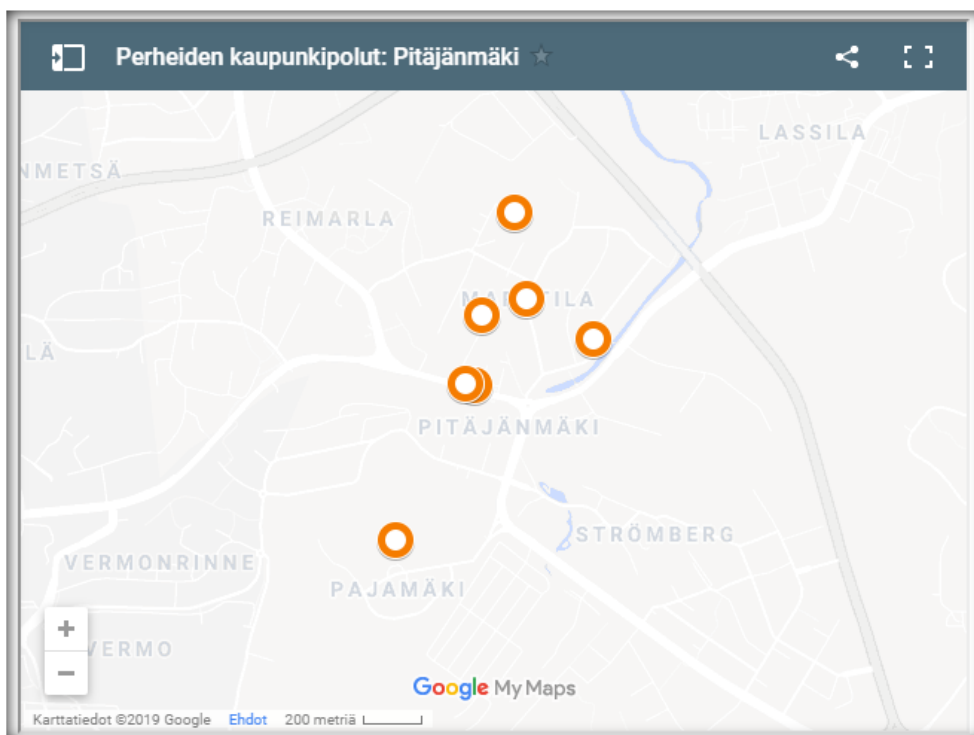 Perheiden kaupunkipolut: Pitäjänmäki
LASSILA
NMETSÄ
REIMARLA
LÄ
PITÄJÄNMÄKI
STRÖMBERG
VERMONRINNE
PAJAMÄKI
+
VERMO
−
Google My Maps
Karttatiedot ©2019 Google Ehdot 200 metriä